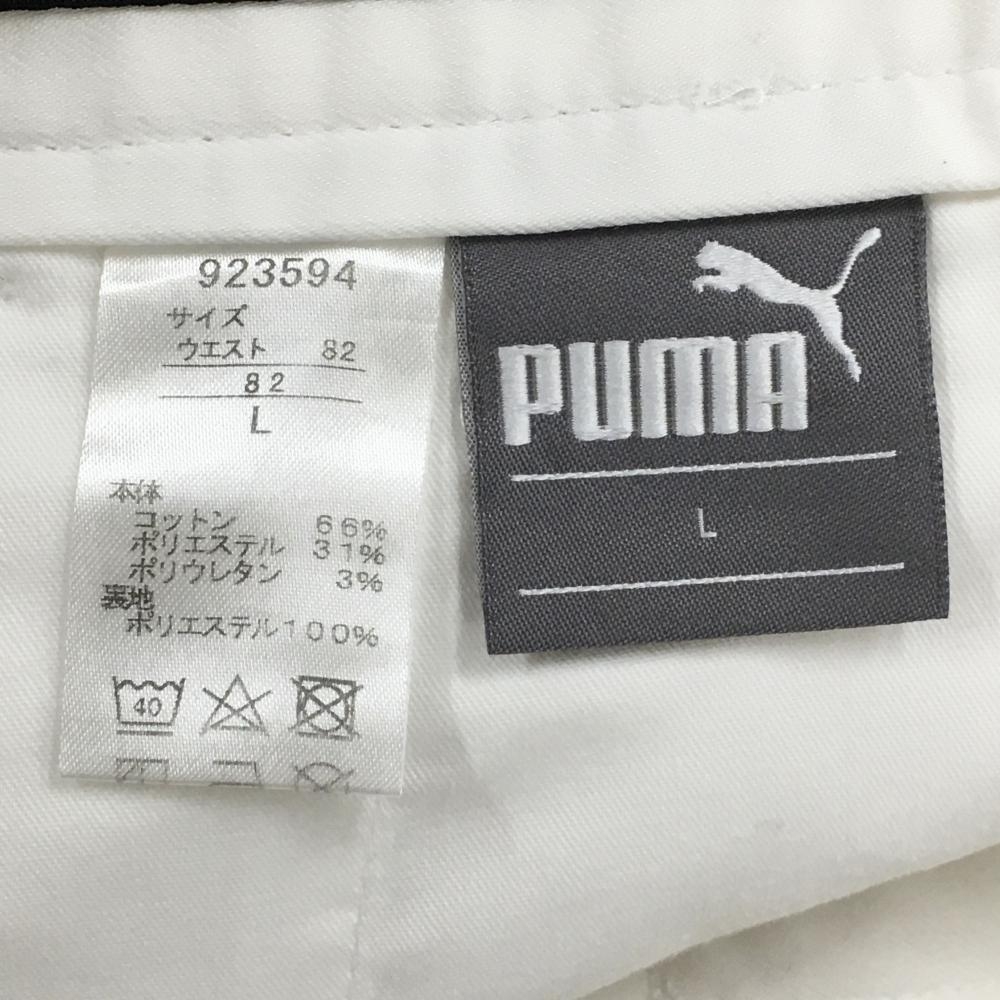 923594
サイズ
ウエスト 82
82
L
本体
コットン 66%
ポリエステル 31%
ポリウレタン 3%
裏地
ポリエステル100%
40
PUMA
L